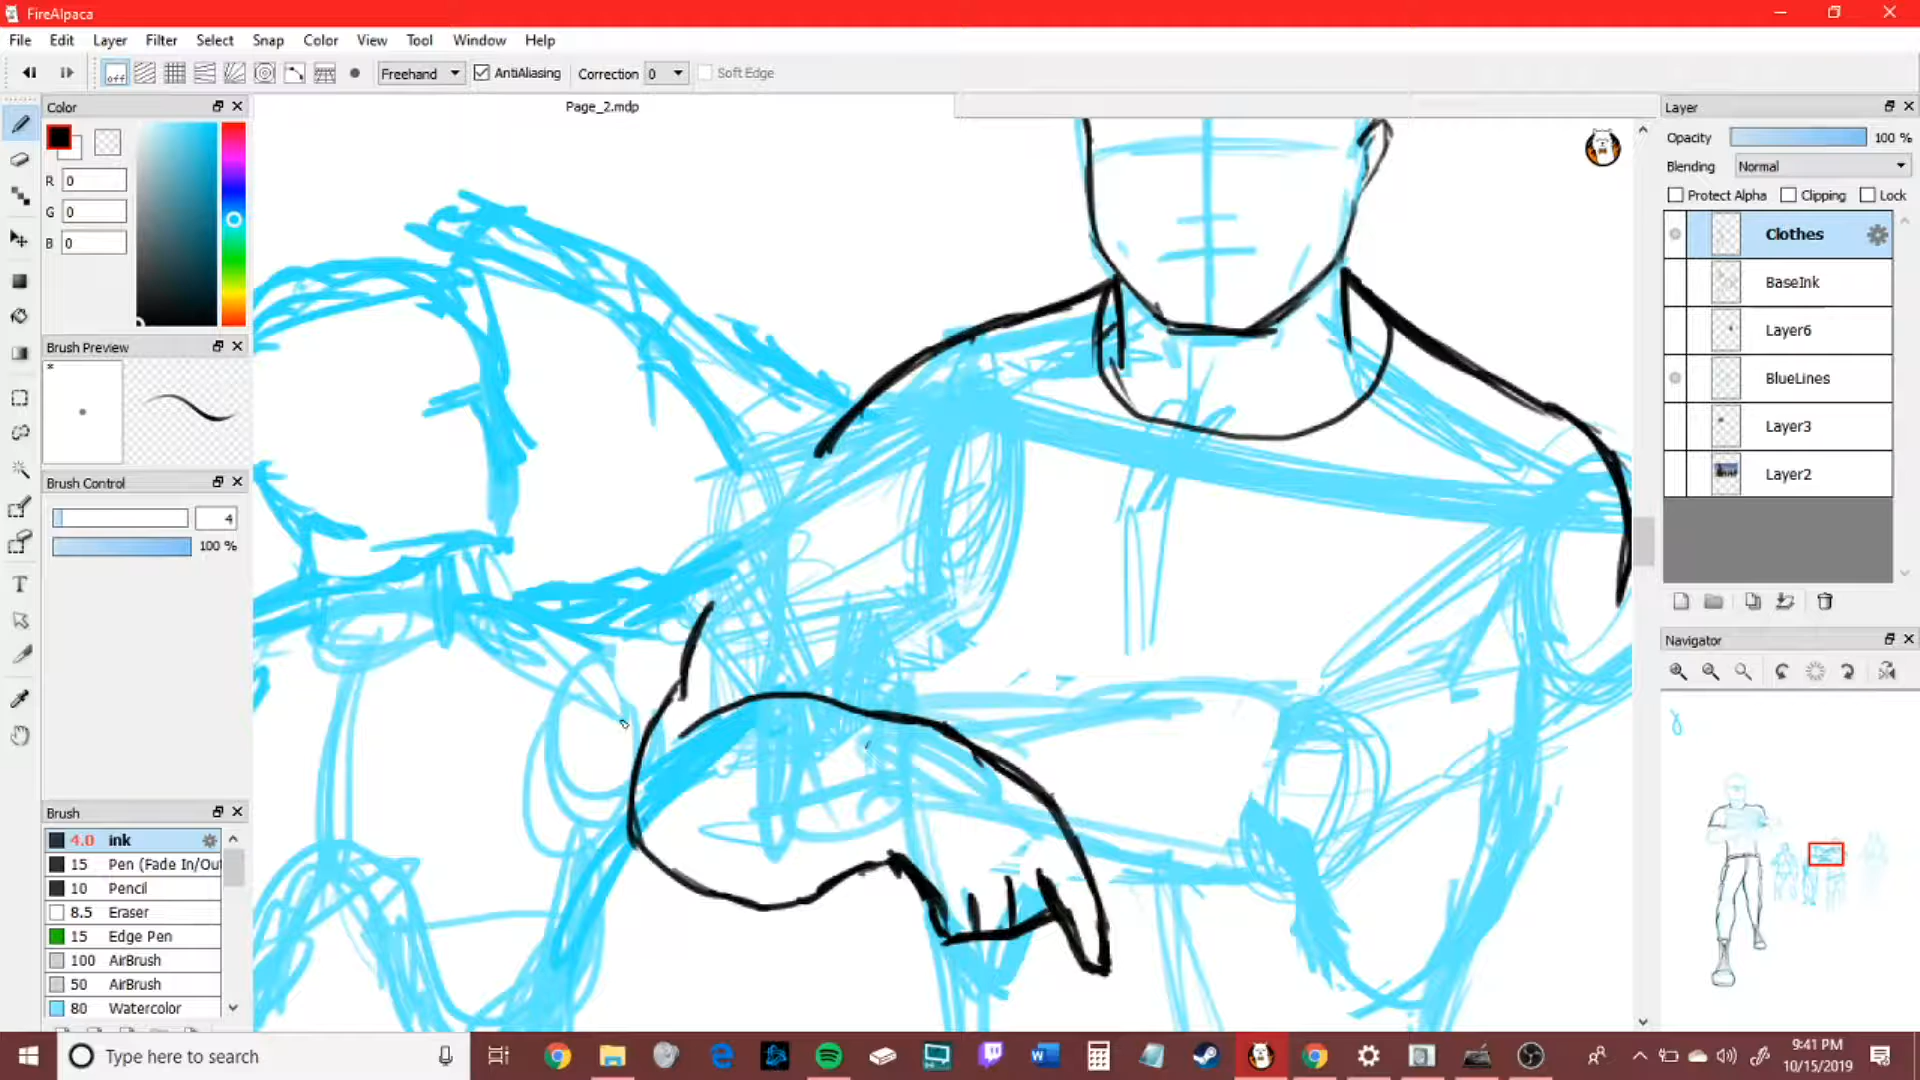 FireAlpaca
File Edit Layer Filter Select Snap Color View Tool Window Help
off Freehand AntiAliasing Correction 0 Soft Edge
Color
Page_2.mdp
Layer
R 0
G 0
B 0
Opacity 100 %
Blending Normal
Protect Alpha Clipping Lock
Clothes
BaseInk
Layer6
BlueLines
Layer3
Layer2
Brush Preview
*
Brush Control
4
100 %
T
Navigator
Brush
4.0 ink
15 Pen (Fade In/Out
10 Pencil
8.5 Eraser
15 Edge Pen
100 AirBrush
50 AirBrush
80 Watercolor
Type here to search
9:41 PM
10/15/2019